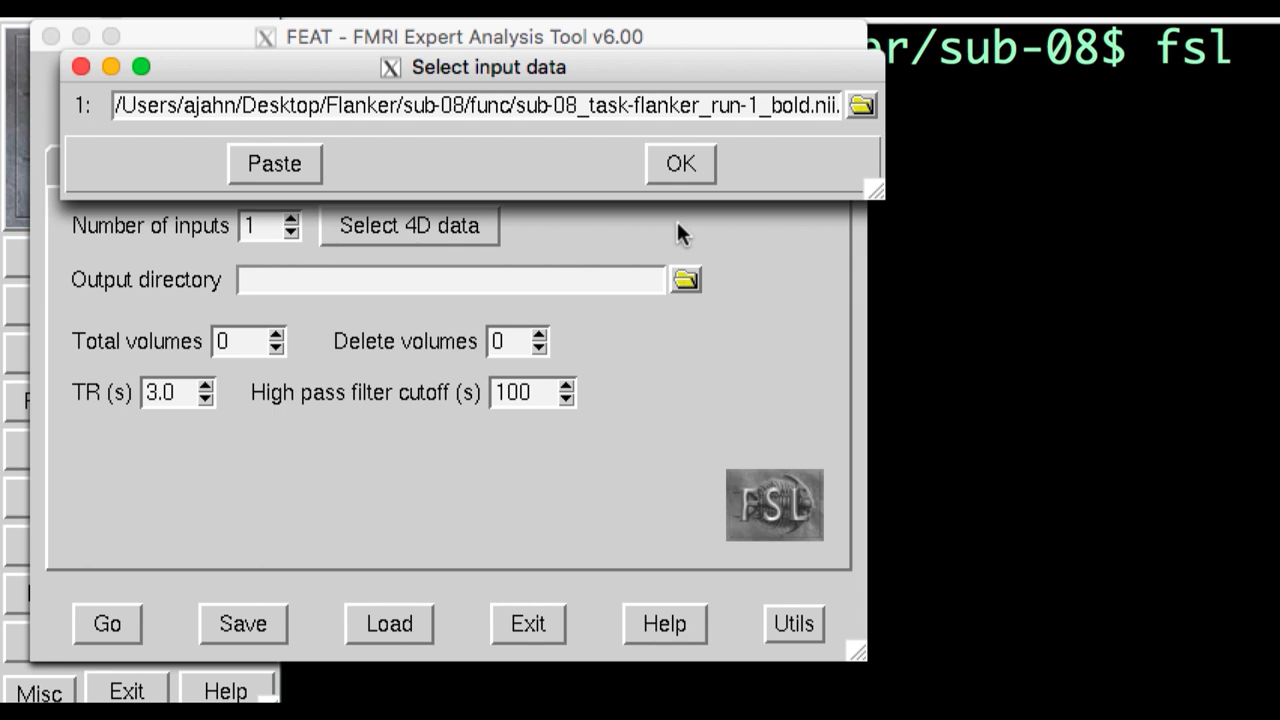 FEAT - FMRI Expert Analysis Tool v6.00
er/sub-08$ fsl
Select input data
1: /Users/ajahn/Desktop/Flanker/sub-08/func/sub-08_task-flanker_run-1_bold.nii.
Paste OK
Number of inputs 1 Select 4D data
Output directory
Total volumes 0 Delete volumes 0
TR (s) 3.0 High pass filter cutoff (s) 100
FSL
Go Save Load Exit Help Utils
Misc Exit Help